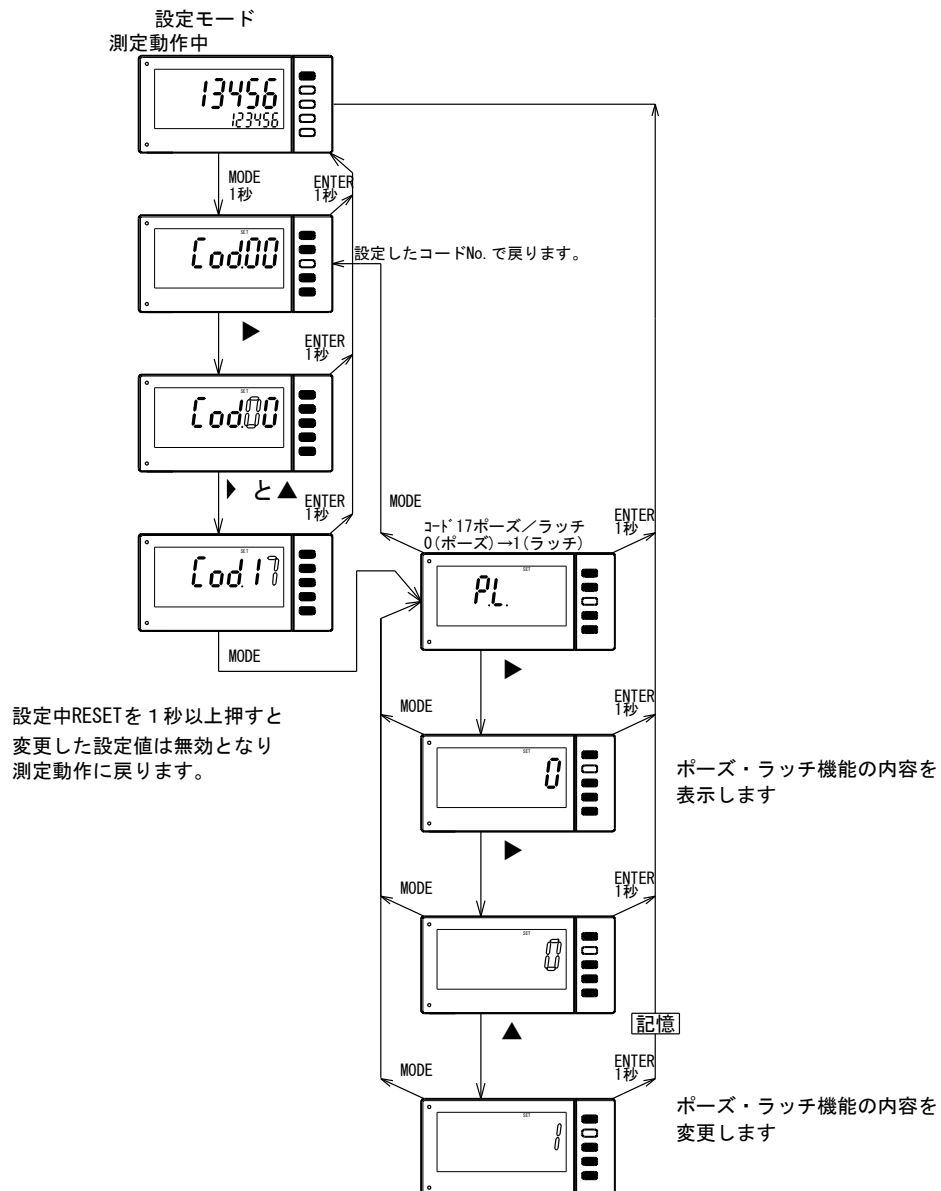 設定モード
測定動作中
13456
123456
MODE
1秒
ENTER
1秒
SET
Cod.00
設定したコードNo.で戻ります。
▶
ENTER
1秒
SET
Cod.00
▶ と▲
ENTER
1秒
SET
Cod.17
MODE
MODE
コード17ポーズ／ラッチ
0(ポーズ)→1(ラッチ)
ENTER
1秒
SET
P.L.
▶
設定中RESETを１秒以上押すと
変更した設定値は無効となり
測定動作に戻ります。
MODE
ENTER
1秒
SET
0
ポーズ・ラッチ機能の内容を
表示します
▶
MODE
ENTER
1秒
SET
0
▲
記憶
MODE
ENTER
1秒
SET
1
ポーズ・ラッチ機能の内容を
変更します